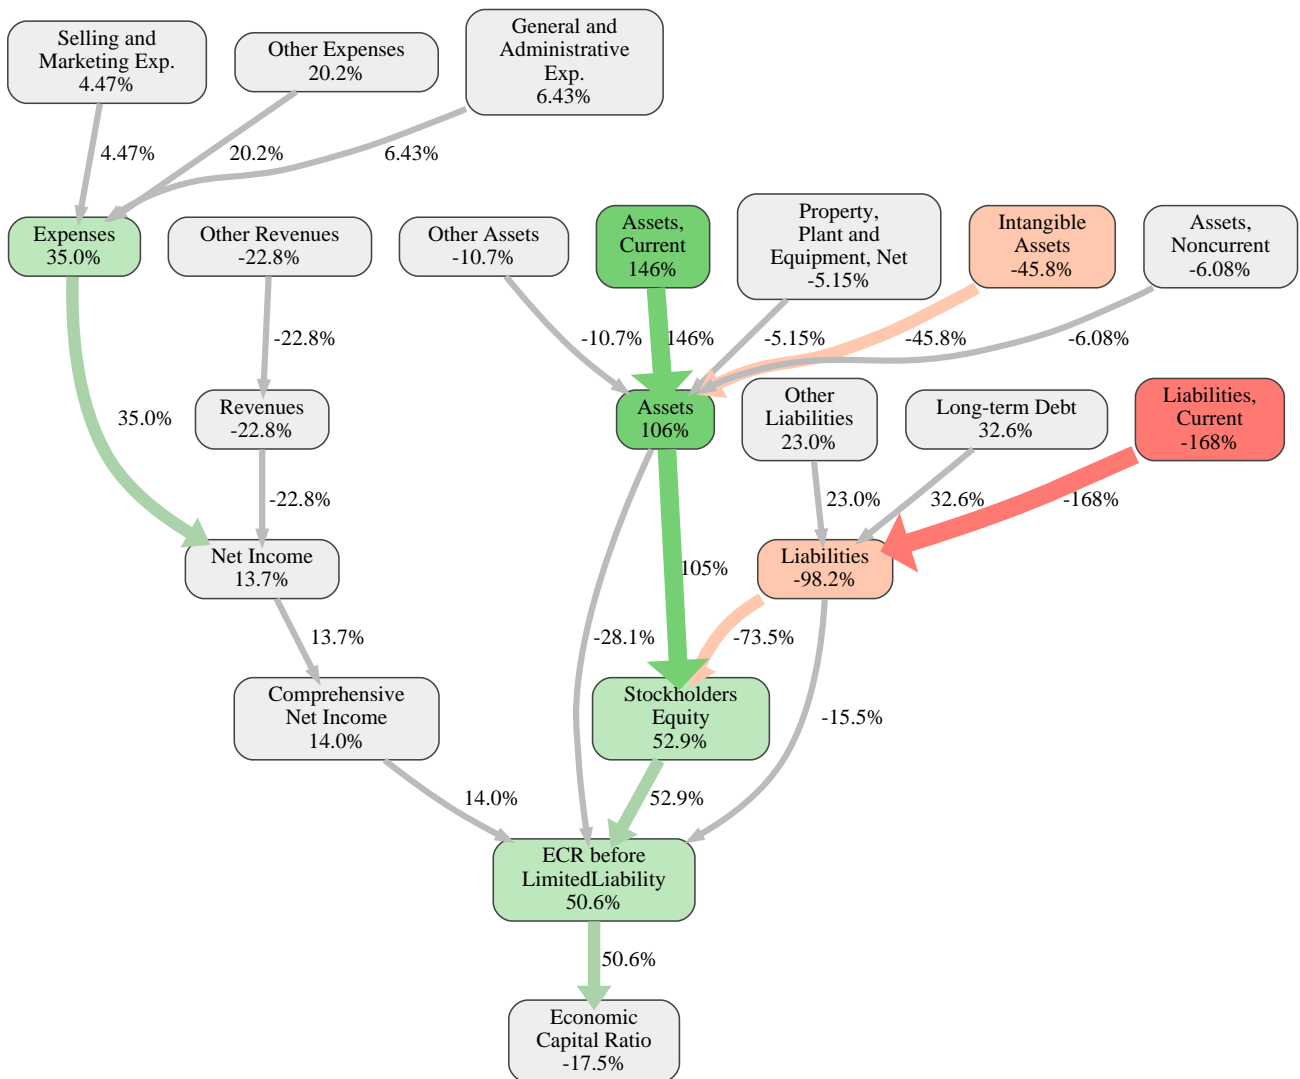 Selling and
Marketing Exp.
4.47%
Other Expenses
20.2%
General and
Administrative
Exp.
6.43%
4.47%
20.2%
6.43%
Expenses
35.0%
Other Revenues
-22.8%
Other Assets
-10.7%
Assets,
Current
146%
Property,
Plant and
Equipment, Net
-5.15%
Intangible
Assets
-45.8%
Assets,
Noncurrent
-6.08%
-22.8%
-10.7%
146%
-5.15%
-45.8%
-6.08%
35.0%
Revenues
-22.8%
Assets
106%
Other
Liabilities
23.0%
Long-term Debt
32.6%
Liabilities,
Current
-168%
-22.8%
23.0%
32.6%
-168%
Net Income
13.7%
105%
Liabilities
-98.2%
13.7%
-28.1%
-73.5%
Comprehensive
Net Income
14.0%
Stockholders
Equity
52.9%
-15.5%
14.0%
52.9%
ECR before
LimitedLiability
50.6%
50.6%
Economic
Capital Ratio
-17.5%